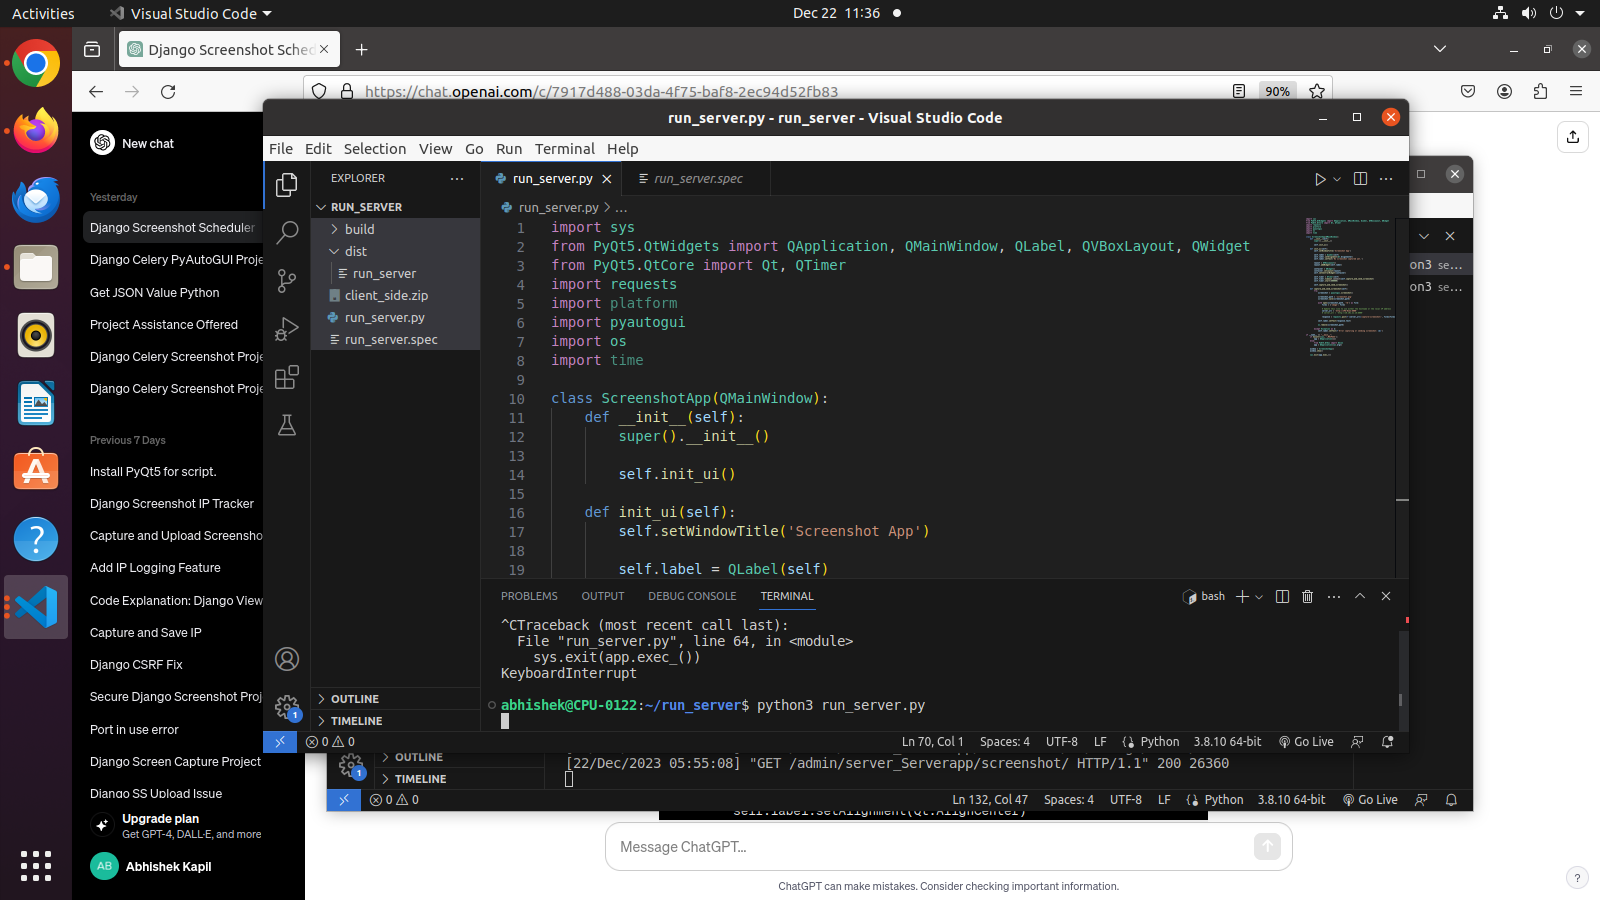 Activities
Visual Studio Code
Dec 22 11:36
Django Screenshot Sched
https://chat.openai.com/c/7917d488-03da-4f75-baf8-2ec94d52fb83
90%
New chat
Yesterday
Django Screenshot Scheduler
Django Celery PyAutoGUI Proje
Get JSON Value Python
Project Assistance Offered
Django Celery Screenshot Proje
Django Celery Screenshot Proje
Previous 7 Days
Install PyQt5 for script.
Django Screenshot IP Tracker
Capture and Upload Screensho
Add IP Logging Feature
Code Explanation: Django View
Capture and Save IP
Django CSRF Fix
Secure Django Screenshot Proj
Port in use error
Django Screen Capture Project
Django SS Upload Issue
Upgrade plan
Get GPT-4, DALL·E, and more
AB
Abhishek Kapil
run_server.py - run_server - Visual Studio Code
File Edit Selection View Go Run Terminal Help
EXPLORER
RUN_SERVER
build
dist
run_server
client_side.zip
run_server.py
run_server.spec
OUTLINE
TIMELINE
1
run_server.py
run_server.spec
run_server.py > ...
1 import sys
2 from PyQt5.QtWidgets import QApplication, QMainWindow, QLabel, QVBoxLayout, QWidget
3 from PyQt5.QtCore import Qt, QTimer
4 import requests
5 import platform
6 import pyautogui
7 import os
8 import time
9
10 class ScreenshotApp(QMainWindow):
11 def __init__(self):
12 super().__init__()
13
14 self.init_ui()
15
16 def init_ui(self):
17 self.setWindowTitle('Screenshot App')
18
19 self.label = QLabel(self)
PROBLEMS OUTPUT DEBUG CONSOLE TERMINAL
bash
^CTraceback (most recent call last):
File "run_server.py", line 64, in <module>
sys.exit(app.exec_())
KeyboardInterrupt
abhishek@CPU-0122:~/run_server$ python3 run_server.py
0 0
Ln 70, Col 1 Spaces: 4 UTF-8 LF Python 3.8.10 64-bit Go Live
on3 se...
on3 se...
OUTLINE
TIMELINE
1
[22/Dec/2023 05:55:08] "GET /admin/server_Serverapp/screenshot/ HTTP/1.1" 200 26360
0 0
Ln 132, Col 47 Spaces: 4 UTF-8 LF Python 3.8.10 64-bit Go Live
self.label.setAlignment(Qt.AlignCenter)
Message ChatGPT...
ChatGPT can make mistakes. Consider checking important information.
?